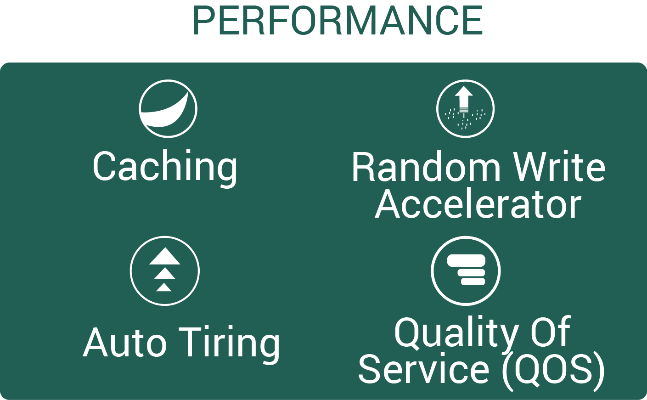 PERFORMANCE
Caching
Random Write
Accelerator
Auto Tiring
Quality Of
Service (QOS)